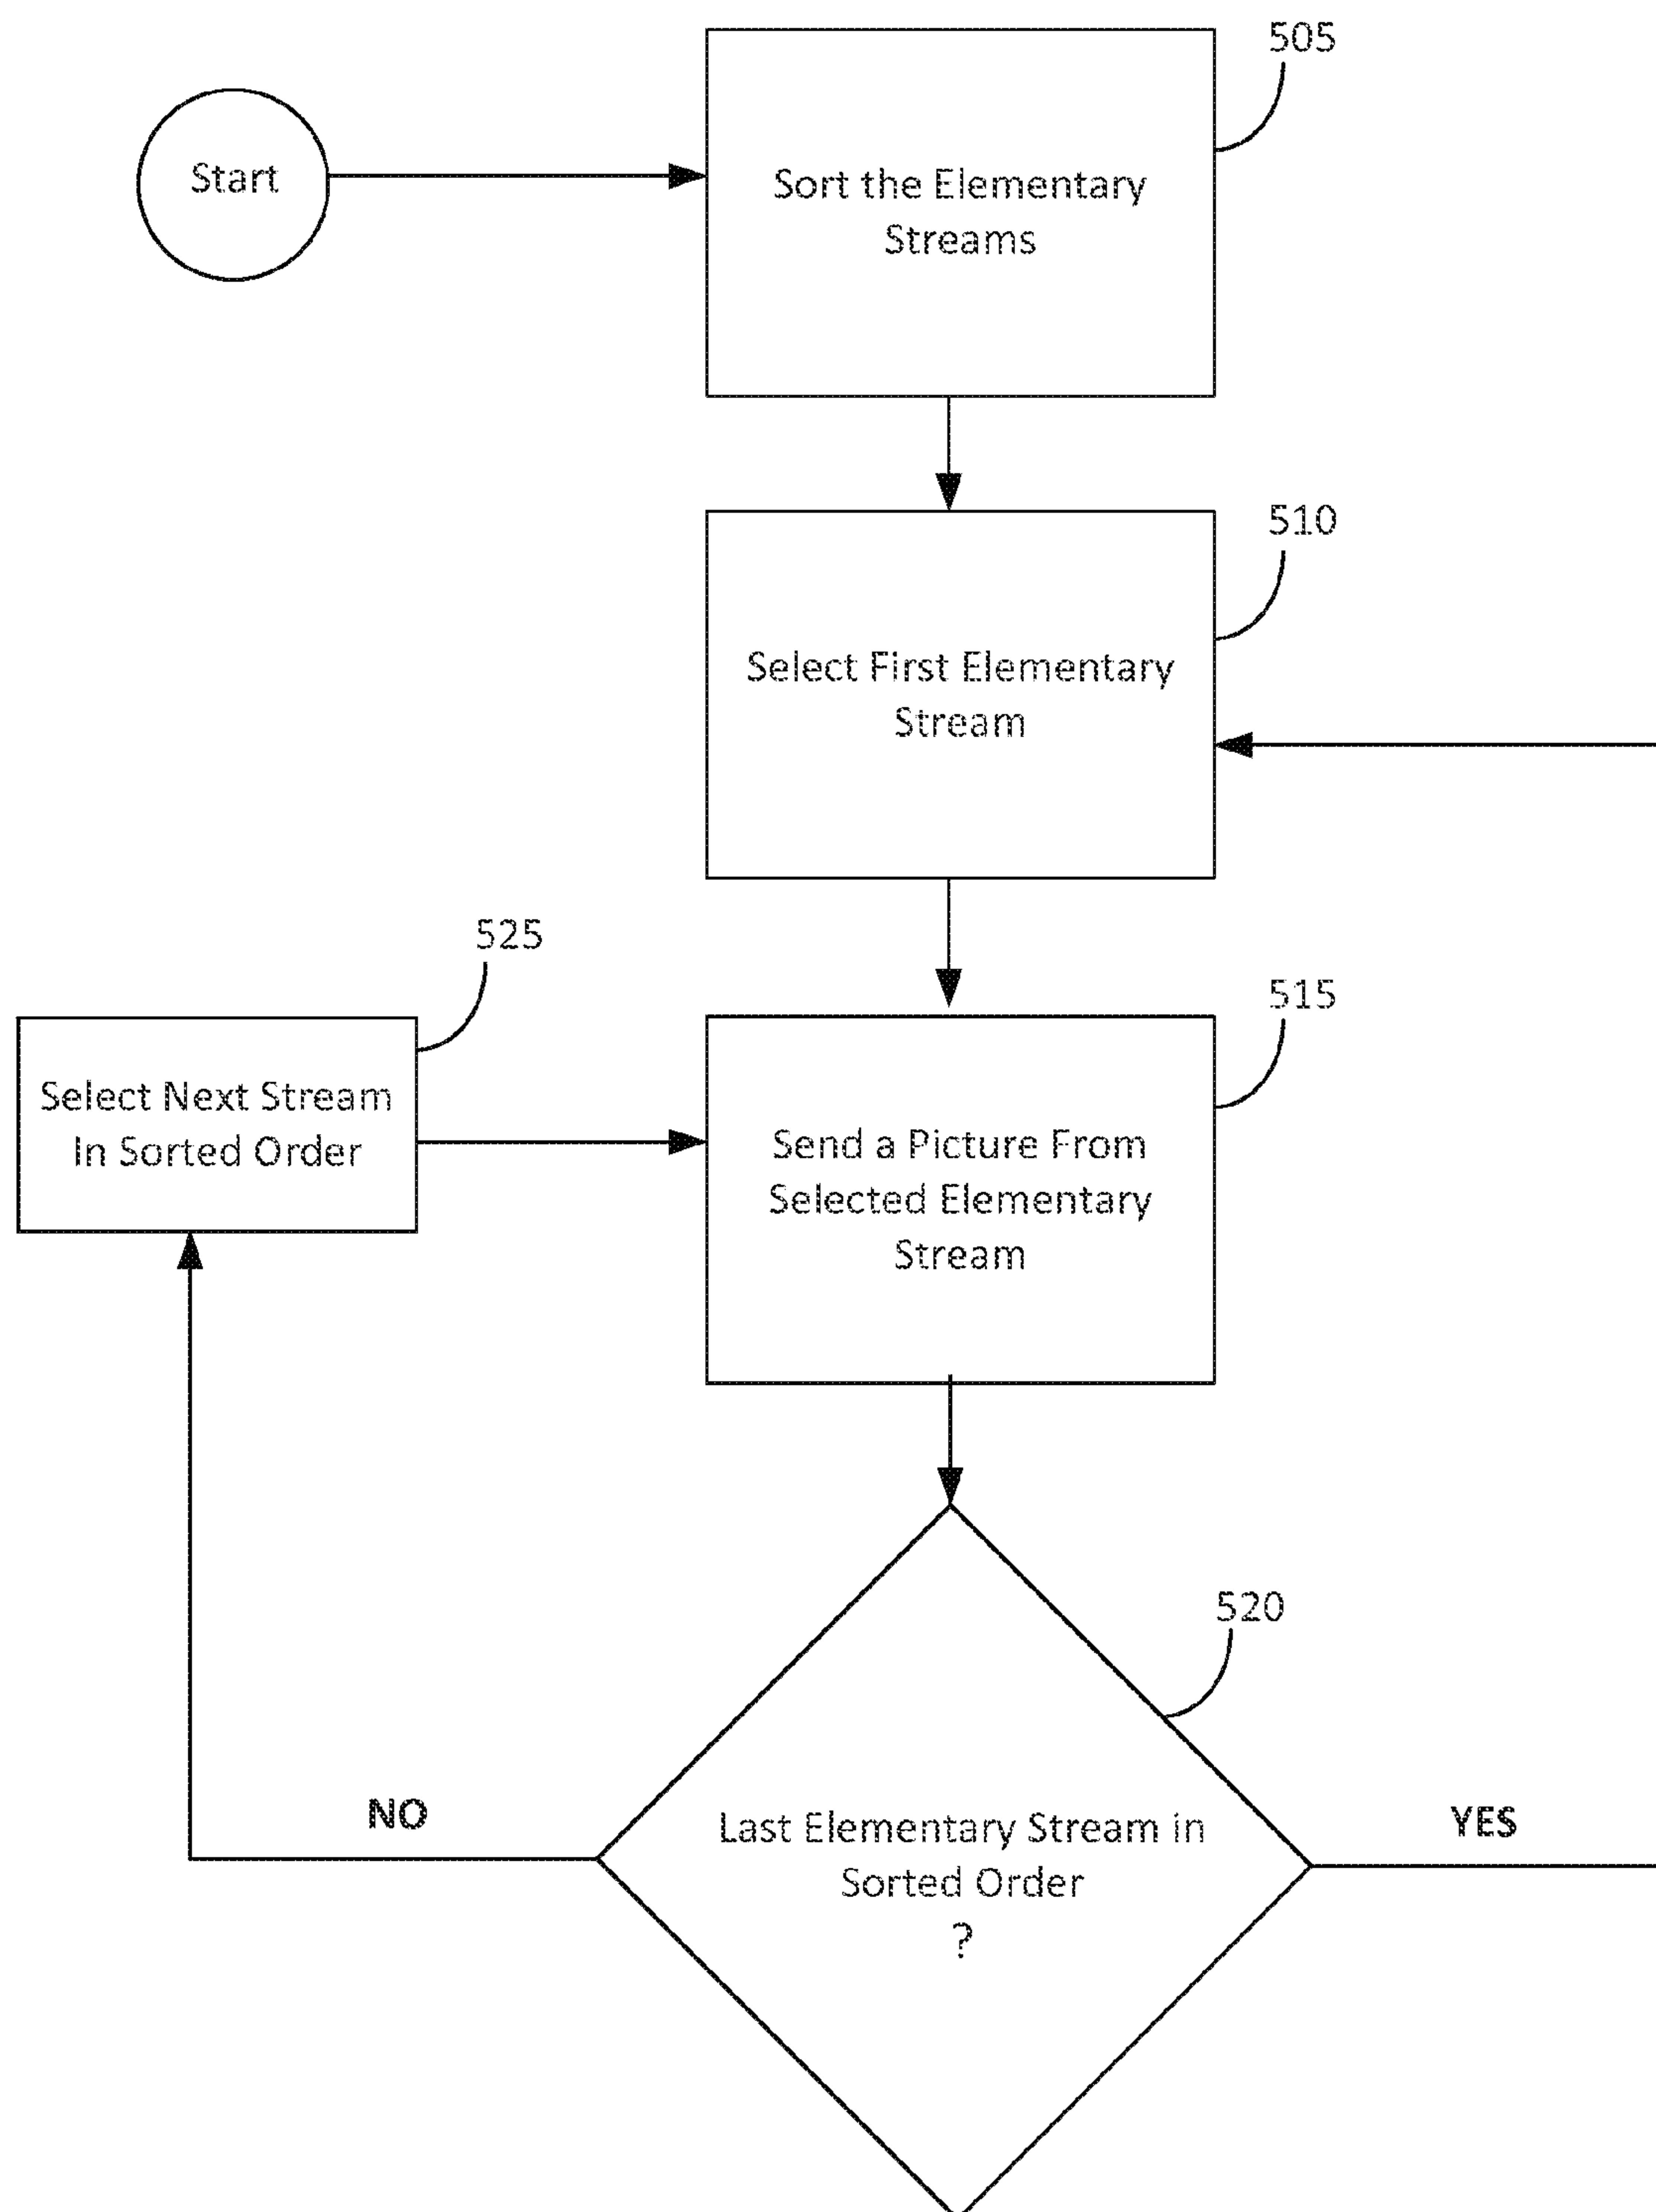 505
Start
Sort the Elementary
Streams
510
Select First Elementary
Stream
525
515
Select Next Stream
In Sorted Order
Send a Picture From
Selected Elementary
Stream
520
NO
YES
Last Elementary Stream in
Sorted Order
?